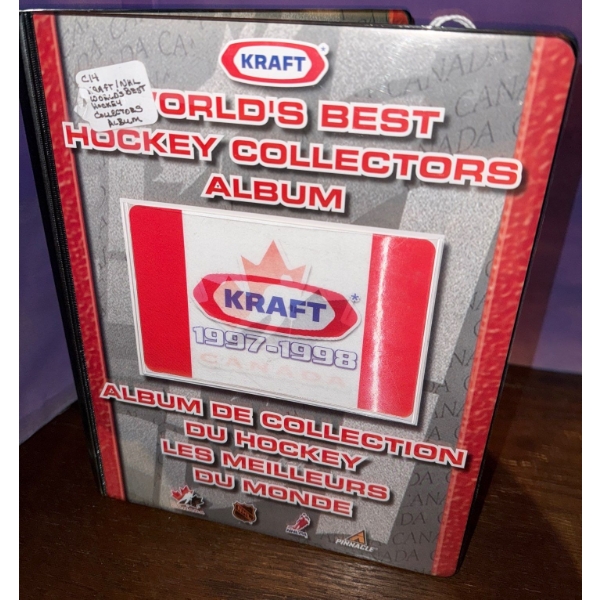 KRAFT
C14
KRAFT/NHL
WORLD'S BEST
HOCKEY
COLLECTORS
ALBUM
WORLD'S BEST
HOCKEY COLLECTORS
ALBUM
KRAFT
1997-1998
CANADA
ALBUM DE COLLECTION
DU HOCKEY
LES MEILLEURS
DU MONDE
PINNACLE